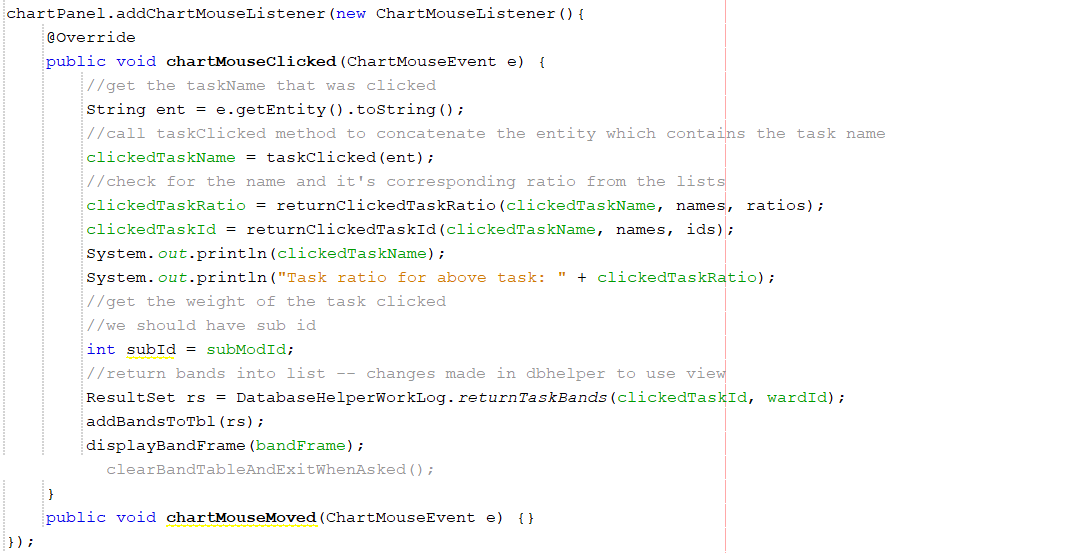 chartPanel.addChartMouseListener(new ChartMouseListener(){
@Override
public void chartMouseClicked(ChartMouseEvent e) {
//get the taskName that was clicked
String ent = e.getEntity().toString();
//call taskClicked method to concatenate the entity which contains the task name
clickedTaskName = taskClicked(ent);
//check for the name and it's corresponding ratio from the lists
clickedTaskRatio = returnClickedTaskRatio(clickedTaskName, names, ratios);
clickedTaskId = returnClickedTaskId(clickedTaskName, names, ids);
System.out.println(clickedTaskName);
System.out.println("Task ratio for above task: " + clickedTaskRatio);
//get the weight of the task clicked
//we should have sub id
int subId = subModId;
//return bands into list -- changes made in dbhelper to use view
ResultSet rs = DatabaseHelperWorkLog.returnTaskBands(clickedTaskId, wardId);
addBandsToTbl(rs);
displayBandFrame(bandFrame);
clearBandTableAndExitWhenAsked();
}
public void chartMouseMoved(ChartMouseEvent e) {}
});